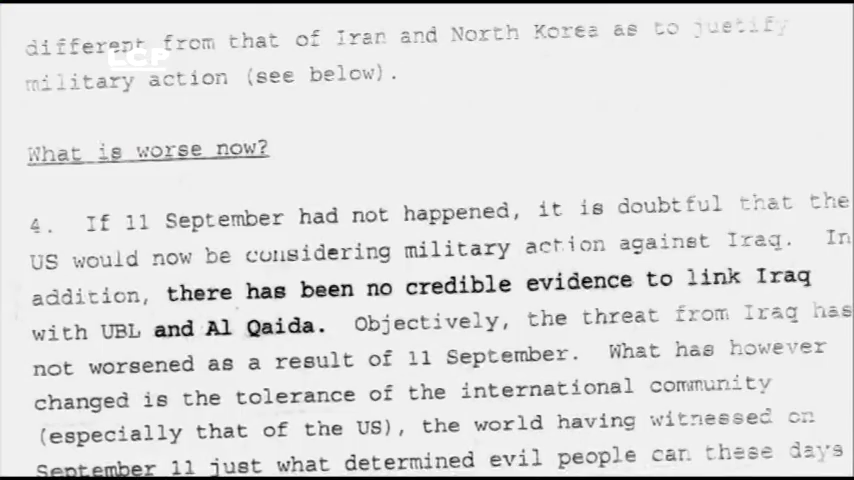 different from that of Iran and North Korea as to justify
LCP
military action (see below).
What is worse now?
4. If 11 September had not happened, it is doubtful that the
US would now be considering military action against Iraq. In
addition, there has been no credible evidence to link Iraq
with UBL and Al Qaida. Objectively, the threat from Iraq has
not worsened as a result of 11 September. What has however
changed is the tolerance of the international community
(especially that of the US), the world having witnessed on
September 11 just what determined evil people can these days